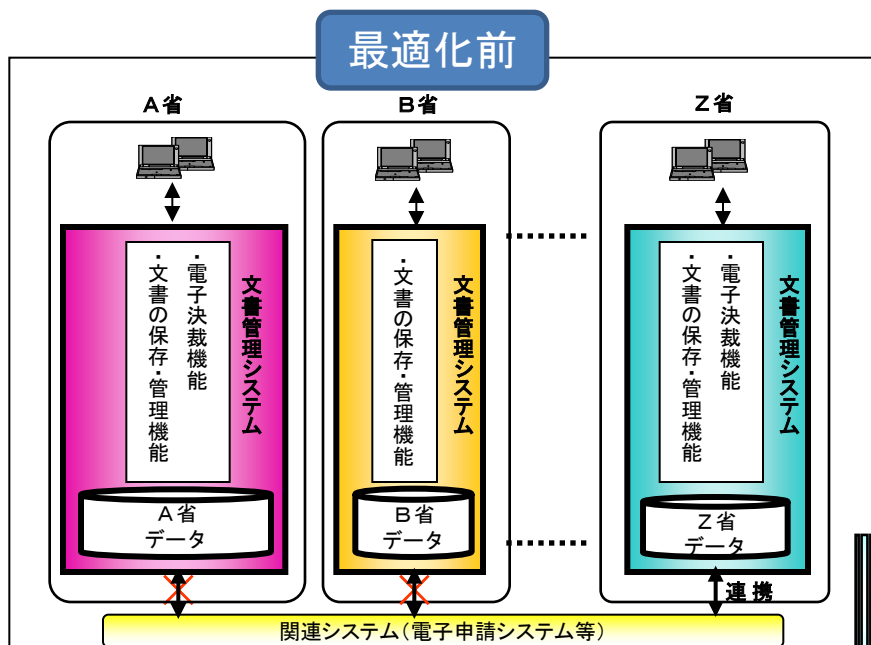 最適化前
A省
B省
Z省
文書管理システム
・電子決裁機能
・文書の保存・管理機能
A省
データ
文書管理システム
・文書の保存・管理機能
B省
データ
文書管理システム
・電子決裁機能
・文書の保存・管理機能
Z省
データ
連携
関連システム(電子申請システム等)